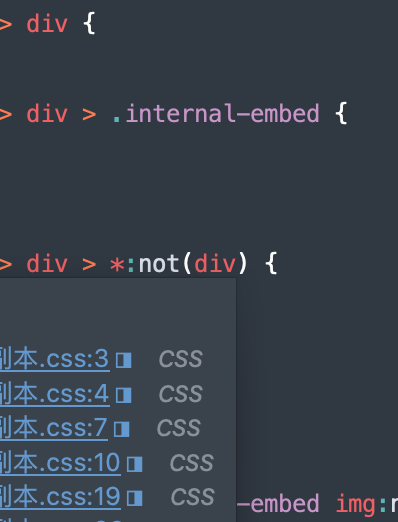 > div {
> div > .internal-embed {
> div > *:not(div) {
副本.css:3 CSS
副本.css:4 CSS
副本.css:7 CSS
副本.css:10 CSS
副本.css:19 CSS
-embed img: